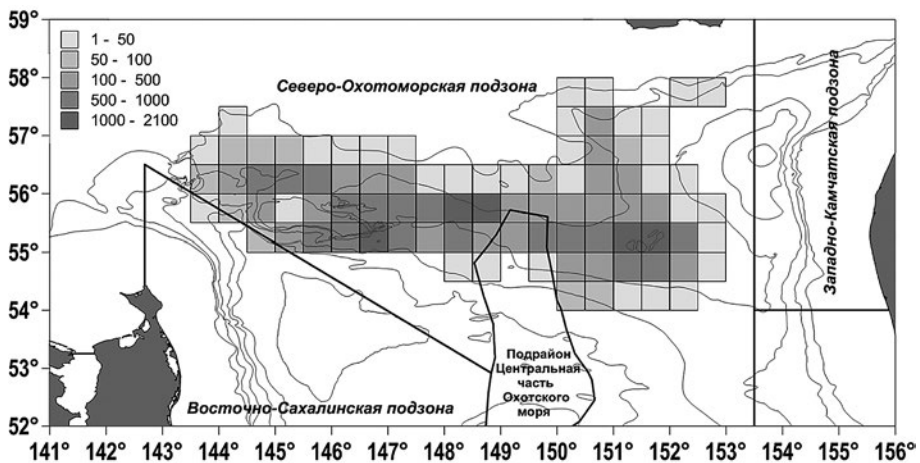 59°
58°
57°
56°
55°
54°
53°
52°
1 - 50
50 - 100
100 - 500
500 - 1000
1000 - 2100
Северо-Охотоморская подзона
Западно-Камчатская подзона
Подрайон
Центральная
часть
Охотского
моря
Восточно-Сахалинская подзона
141 142° 143° 144° 145° 146° 147° 148° 149° 150° 151° 152° 153° 154° 155° 156°